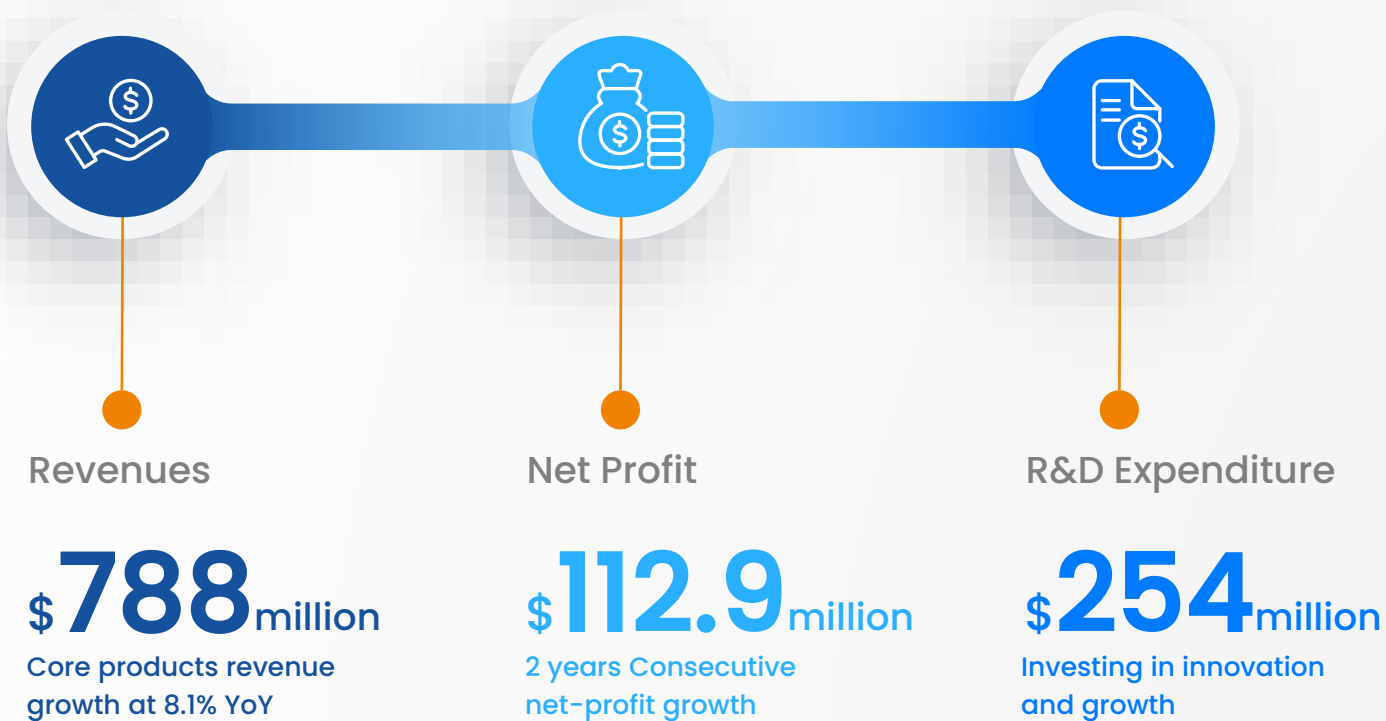 $
$
$
Revenues
$788million
Core products revenue
growth at 8.1% YoY
Net Profit
$112.9million
2 years Consecutive
net-profit growth
R&D Expenditure
$254million
Investing in innovation
and growth